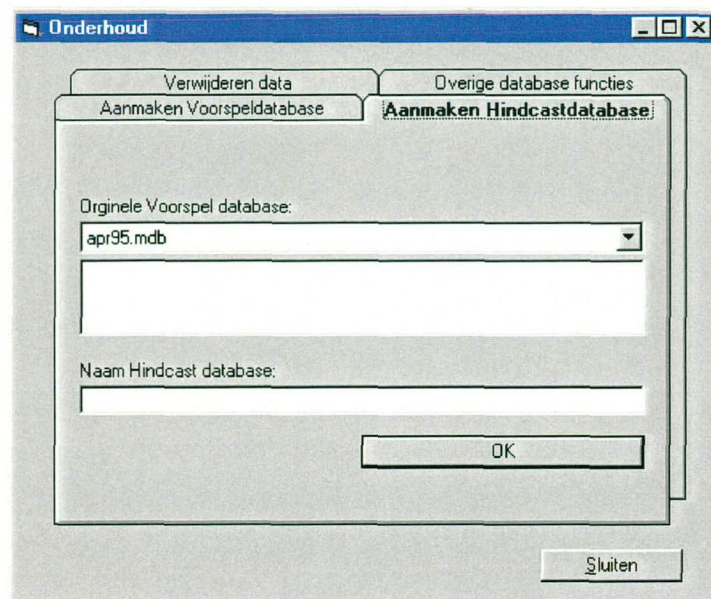 Onderhoud
Verwijderen data
Overige database functies
Aanmaken Voorspeldatabase
Aanmaken Hindcastdatabase
Orginele Voorspel database:
apr95.mdb
Naam Hindcast database:
OK
Sluiten